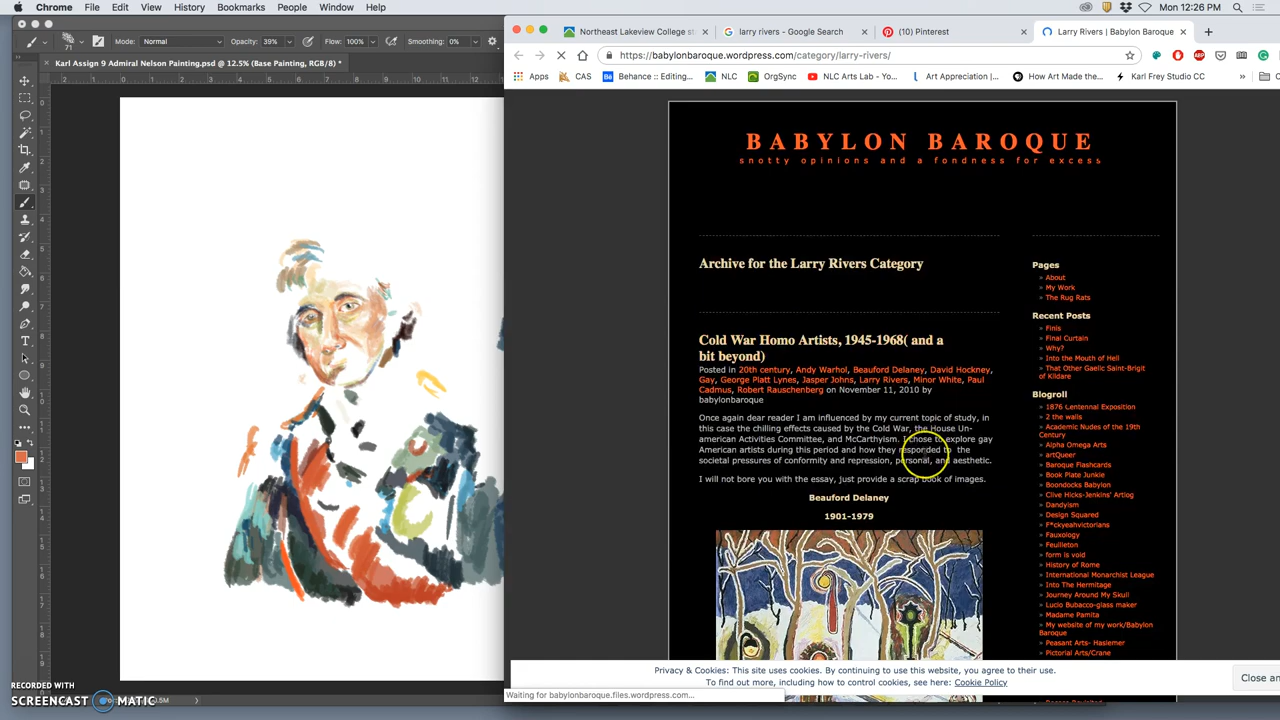 Chrome File Edit View History Bookmarks People Window Help
Mon 12:26 PM
71 Mode: Normal Opacity: 39% Flow: 100% Smoothing: 0%
Karl Assign 9 Admiral Nelson Painting.psd @ 12.5% (Base Painting, RGB/8) *
Northeast Lakeview College st
larry rivers - Google Search
(10) Pinterest
Larry Rivers | Babylon Baroque
https://babylonbaroque.wordpress.com/category/larry-rivers/
Apps CAS Behance :: Editing... NLC OrgSync NLC Arts Lab - Yo... Art Appreciation |... How Art Made the... Karl Frey Studio CC
BABYLON BAROQUE
snotty opinions and a fondness for excess
Archive for the Larry Rivers Category
Cold War Homo Artists, 1945-1968( and a
bit beyond)
Posted in 20th century, Andy Warhol, Beauford Delaney, David Hockney,
Gay, George Platt Lynes, Jasper Johns, Larry Rivers, Minor White, Paul
Cadmus, Robert Rauschenberg on November 11, 2010 by
babylonbaroque
Once again dear reader I am influenced by my current topic of study, in
this case the chilling effects caused by the Cold War, the House Un-
american Activities Committee, and McCarthyism. I chose to explore gay
American artists during this period and how they responded to the
societal pressures of conformity and repression, personal, and aesthetic.
I will not bore you with the essay, just provide a scrap book of images.
Beauford Delaney
1901-1979
Pages
» About
» My Work
» The Rug Rats
Recent Posts
» Finis
» Final Curtain
» Why?
» Into the Mouth of Hell
» That Other Gaelic Saint-Brigit
of Kildare
Blogroll
» 1876 Centennial Exposition
» 2 the walls
» Academic Nudes of the 19th
Century
» Alpha Omega Arts
» artQueer
» Baroque Flashcards
» Book Plate Junkie
» Boondocks Babylon
» Clive Hicks-Jenkins' Artlog
» Dandyism
» Design Squared
» F*ckyeahvictorians
» Fauxology
» Feuilleton
» form is void
» History of Rome
» International Monarchist League
» Into The Hermitage
» Journey Around My Skull
» Lucio Bubacco-glass maker
» Madame Pamita
» My website of my work/Babylon
Baroque
» Peasant Arts- Haslemer
» Pictorial Arts/Crane
Privacy & Cookies: This site uses cookies. By continuing to use this website, you agree to their use.
To find out more, including how to control cookies, see here: Cookie Policy
Close an
Waiting for babylonbaroque.files.wordpress.com...
RECORDED WITH
SCREENCAST MATIC